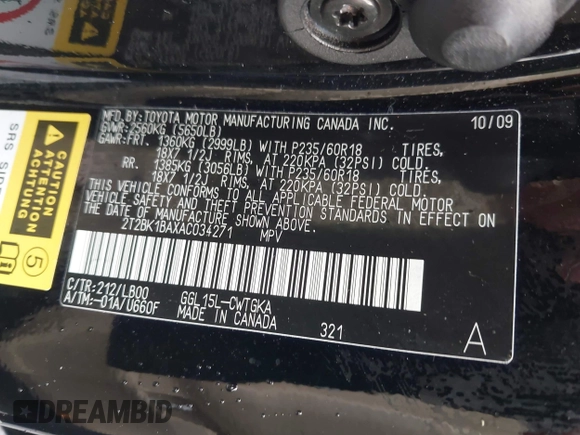 MFD. BY: TOYOTA MOTOR MANUFACTURING CANADA INC. 10/09
GVWR: 2560KG (5650LB)
GAWR: FRT. 1360KG (2999LB) WITH P235/60R18 TIRES,
18X7 1/2J RIMS, AT 220KPA (32PSI) COLD.
RR. 1385KG (3056LB) WITH P235/60R18 TIRES,
18X7 1/2J RIMS, AT 220KPA (32PSI) COLD.
THIS VEHICLE CONFORMS TO ALL APPLICABLE FEDERAL MOTOR
VEHICLE SAFETY AND THEFT PREVENTION STANDARDS IN EFFECT ON
THE DATE OF MANUFACTURE SHOWN ABOVE.
2T2BK1BAXAC034271 MPV
C/TR: 212/LB00 GGL15L-CWTGKA
A/TM: -01A/U660F MADE IN CANADA 321 A
CAUTION
ATTENTION
ACHTUNG
5
DREAMBID